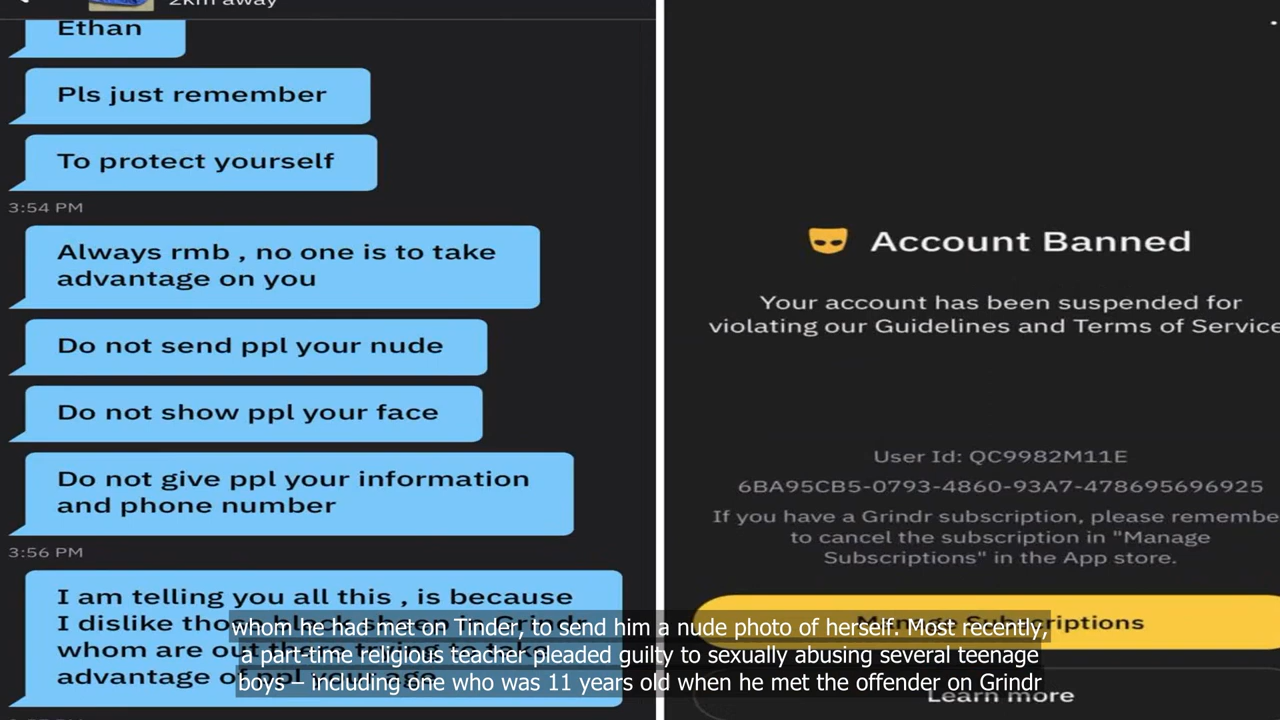 2km away
Ethan
Pls just remember
To protect yourself
3:54 PM
Always rmb , no one is to take
advantage on you
Do not send ppl your nude
Do not show ppl your face
Do not give ppl your information
and phone number
3:56 PM
I am telling you all this , is because
I dislike
whom are
advantage of ppl your age
Account Banned
Your account has been suspended for
violating our Guidelines and Terms of Service
User Id: QC9982M11E
6BA95CB5-0793-4860-93A7-478695696925
If you have a Grindr subscription, please remembe
to cancel the subscription in "Manage
Subscriptions" in the App store.
Manage Subscriptions
Learn more
whom he had met on Tinder, to send him a nude photo of herself. Most recently,
a part-time religious teacher pleaded guilty to sexually abusing several teenage
boys – including one who was 11 years old when he met the offender on Grindr